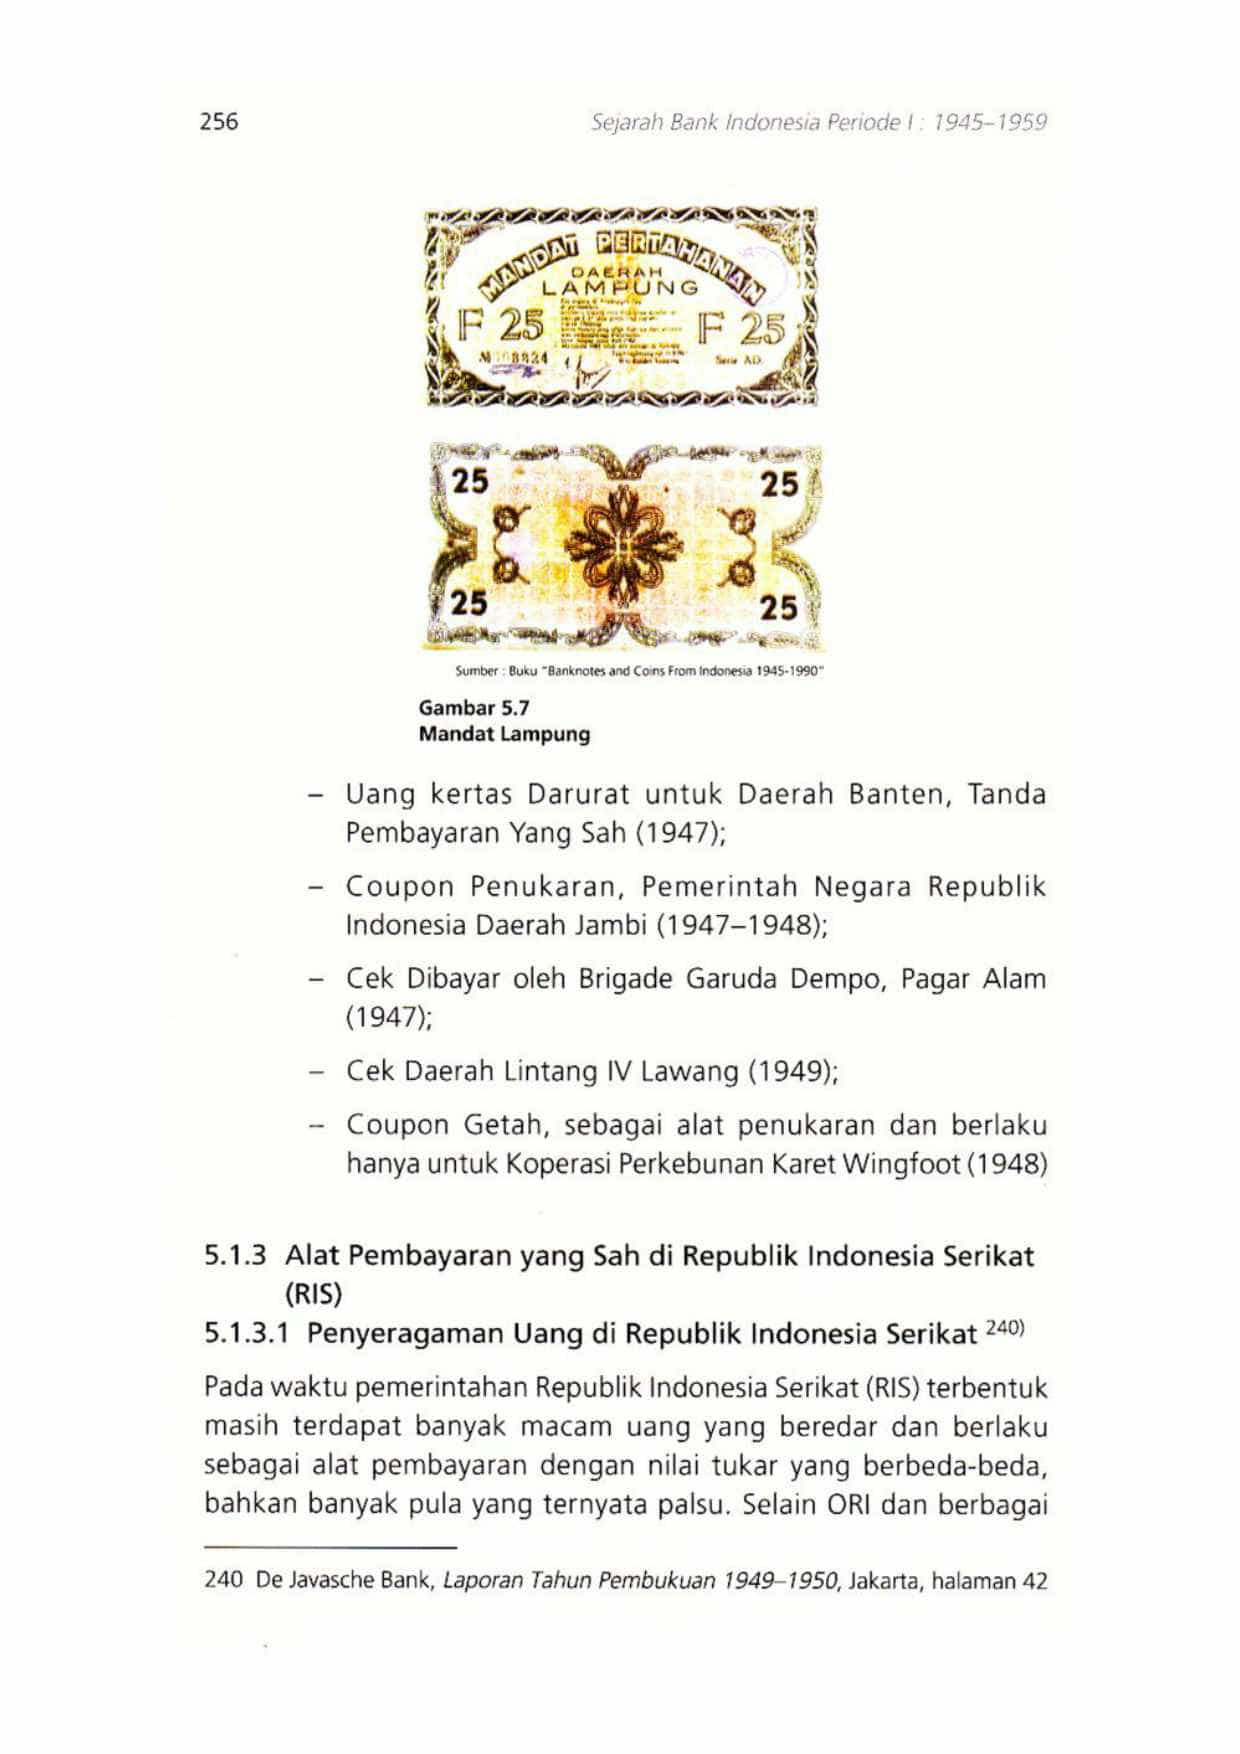 256
Sejarah Bank Indonesia Periode I : 1945–1959
MANDAT PERTAHANAN
DAERAH
LAMPUNG
F 25
F 25
Serie AD.
25
25
25
25
Sumber : Buku "Banknotes and Coins From Indonesia 1945-1990"
Gambar 5.7
Mandat Lampung
– Uang kertas Darurat untuk Daerah Banten, Tanda
Pembayaran Yang Sah (1947);
– Coupon Penukaran, Pemerintah Negara Republik
Indonesia Daerah Jambi (1947–1948);
– Cek Dibayar oleh Brigade Garuda Dempo, Pagar Alam
(1947);
– Cek Daerah Lintang IV Lawang (1949);
– Coupon Getah, sebagai alat penukaran dan berlaku
hanya untuk Koperasi Perkebunan Karet Wingfoot (1948)
5.1.3 Alat Pembayaran yang Sah di Republik Indonesia Serikat
(RIS)
5.1.3.1 Penyeragaman Uang di Republik Indonesia Serikat 240)
Pada waktu pemerintahan Republik Indonesia Serikat (RIS) terbentuk
masih terdapat banyak macam uang yang beredar dan berlaku
sebagai alat pembayaran dengan nilai tukar yang berbeda-beda,
bahkan banyak pula yang ternyata palsu. Selain ORI dan berbagai
240 De Javasche Bank, Laporan Tahun Pembukuan 1949–1950, Jakarta, halaman 42